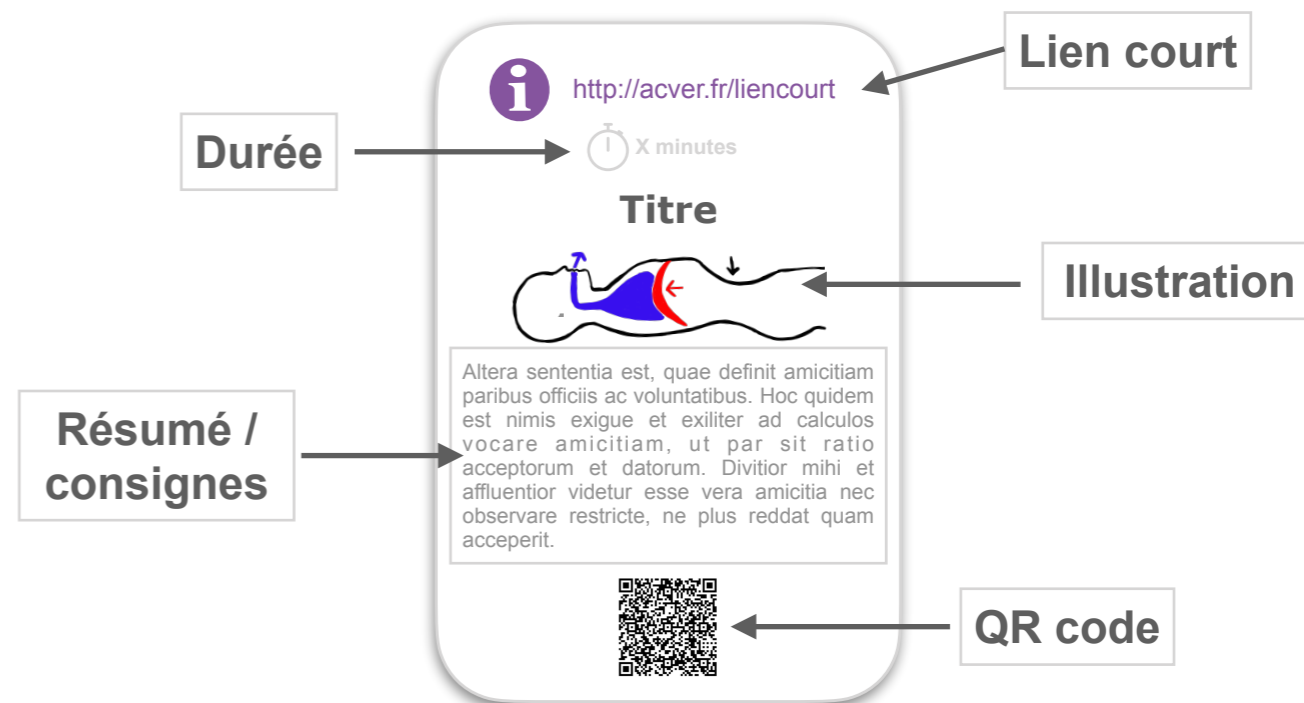 Lien court
http://acver.fr/liencourt
Durée
X minutes
Titre
Illustration
Altera sententia est, quae definit amicitiam
paribus officiis ac voluntatibus. Hoc quidem
est nimis exigue et exiliter ad calculos
vocare amicitiam, ut par sit ratio
acceptorum et datorum. Divitior mihi et
affluentior videtur esse vera amicitia nec
observare restricte, ne plus reddat quam
acceperit.
Résumé /
consignes
QR code